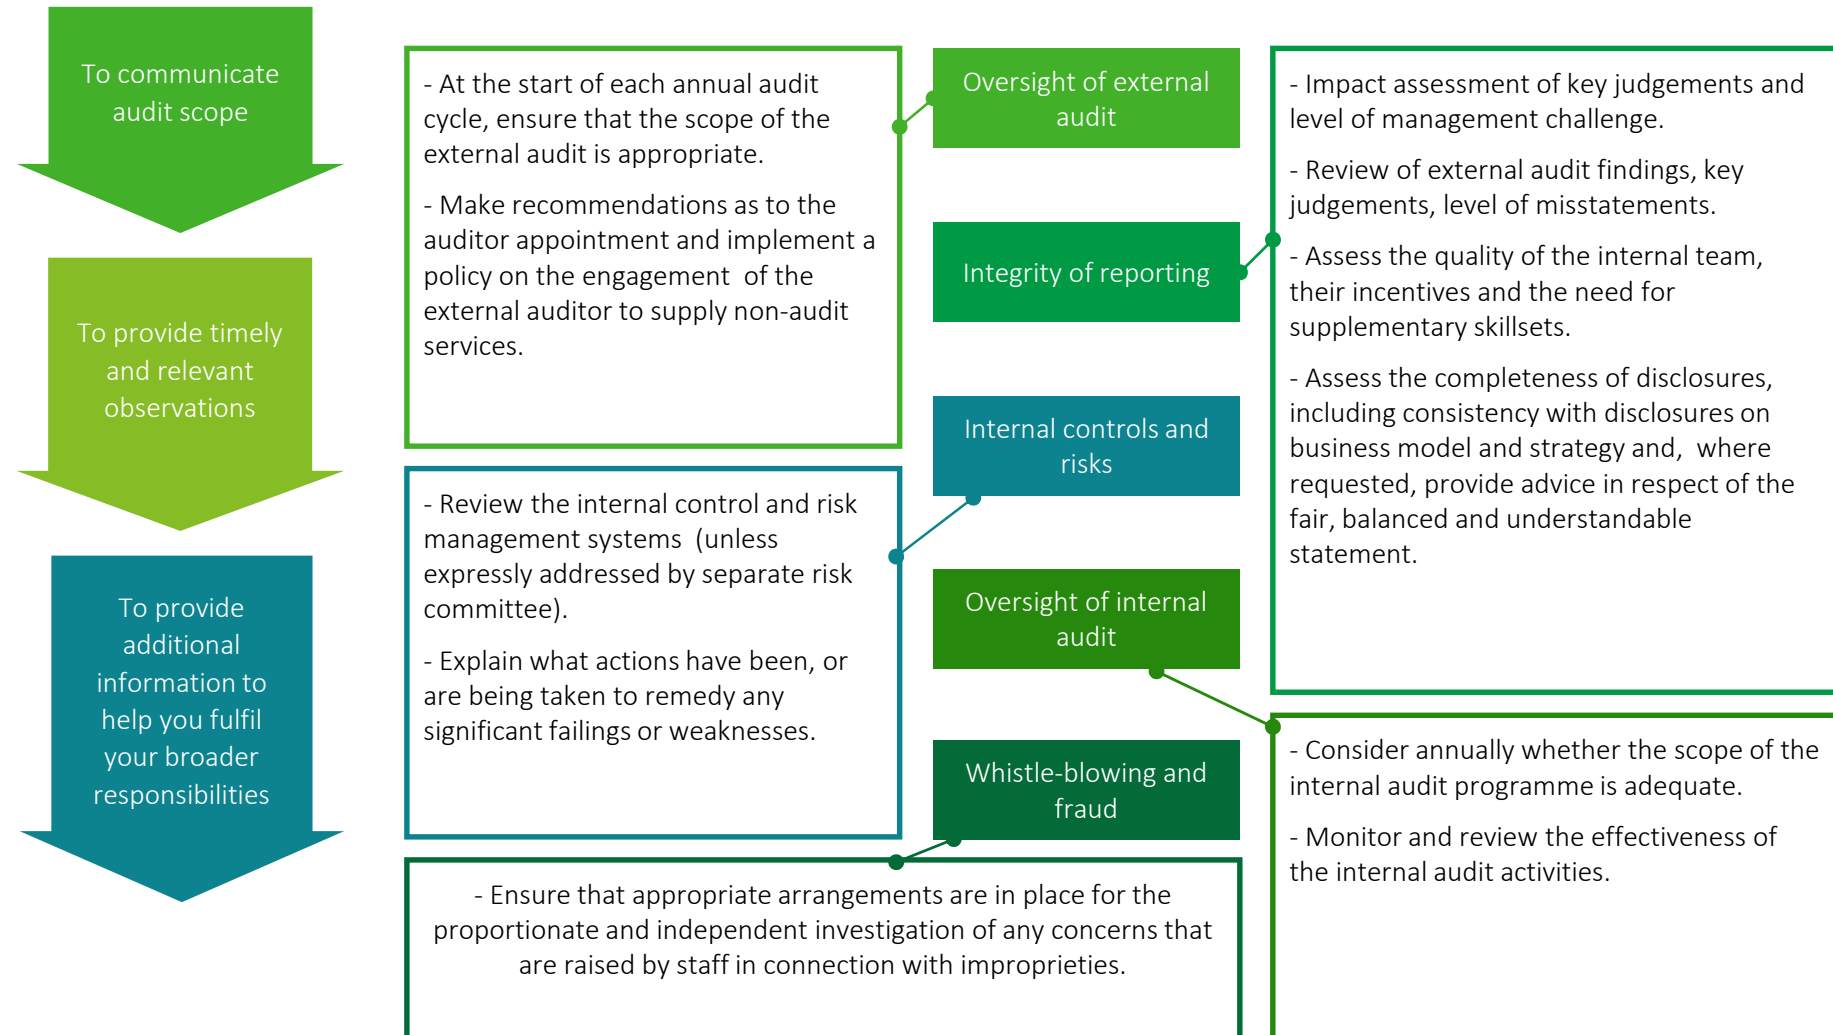 To communicate
audit scope
To provide timely
and relevant
observations
To provide
additional
information to
help you fulfil
your broader
responsibilities
- At the start of each annual audit
cycle, ensure that the scope of the
external audit is appropriate.
- Make recommendations as to the
auditor appointment and implement a
policy on the engagement of the
external auditor to supply non-audit
services.
- Review the internal control and risk
management systems (unless
expressly addressed by separate risk
committee).
- Explain what actions have been, or
are being taken to remedy any
significant failings or weaknesses.
- Ensure that appropriate arrangements are in place for the
proportionate and independent investigation of any concerns that
are raised by staff in connection with improprieties.
Oversight of external
audit
Integrity of reporting
Internal controls and
risks
Oversight of internal
audit
Whistle-blowing and
fraud
- Impact assessment of key judgements and
level of management challenge.
- Review of external audit findings, key
judgements, level of misstatements.
- Assess the quality of the internal team,
their incentives and the need for
supplementary skillsets.
- Assess the completeness of disclosures,
including consistency with disclosures on
business model and strategy and, where
requested, provide advice in respect of the
fair, balanced and understandable
statement.
- Consider annually whether the scope of the
internal audit programme is adequate.
- Monitor and review the effectiveness of
the internal audit activities.